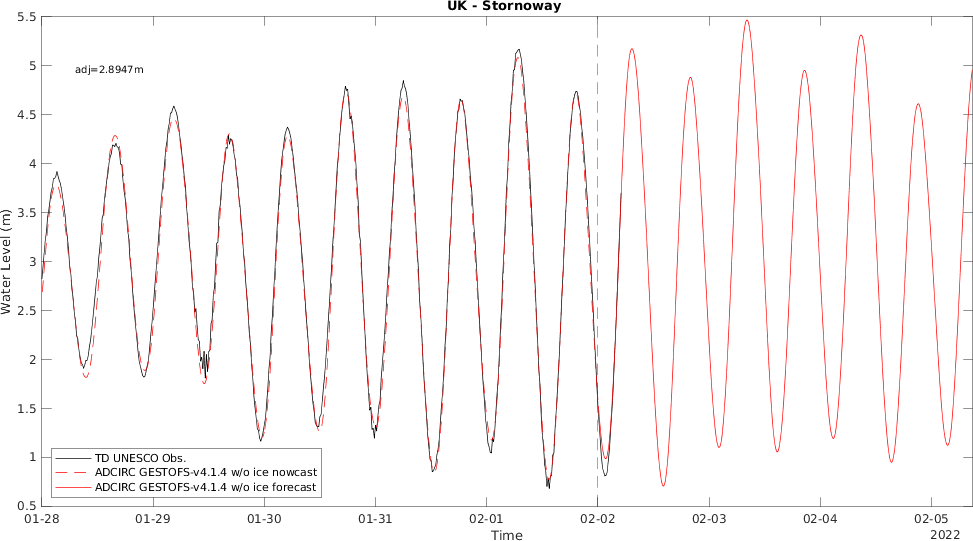 UK - Stornoway
5.5
5
4.5
4
3.5
3
2.5
2
1.5
1
0.5
Water Level (m)
adj=2.8947m
TD UNESCO Obs.
ADCIRC GESTOFS-v4.1.4 w/o ice nowcast
ADCIRC GESTOFS-v4.1.4 w/o ice forecast
01-28 01-29 01-30 01-31 02-01 02-02 02-03 02-04 02-05
Time
2022